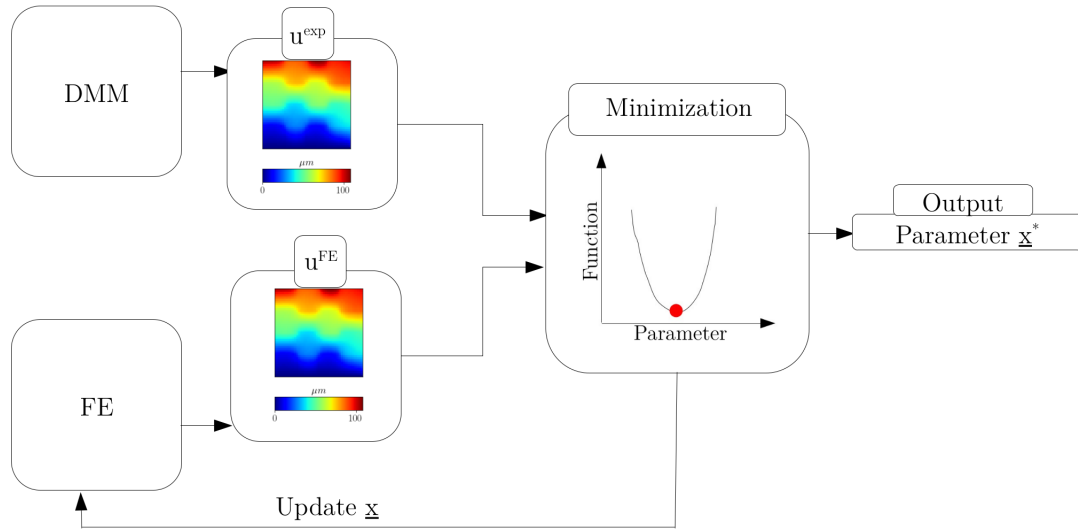 DMM
u^exp
μm
0 100
Minimization
Function
Parameter
Output
Parameter x*
u^FE
μm
0 100
FE
Update x